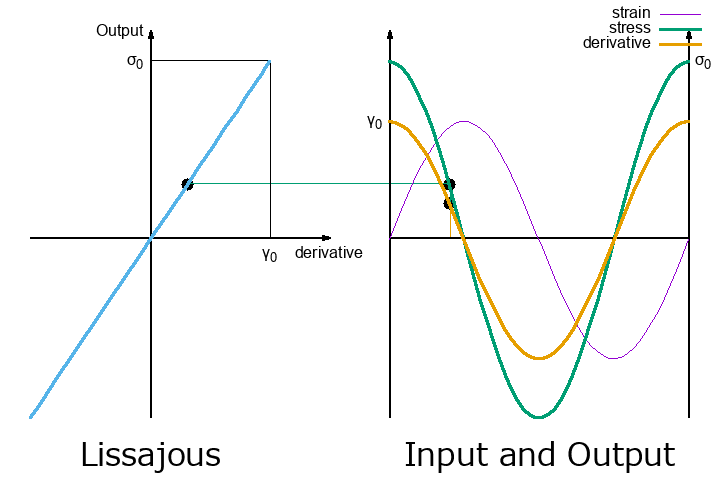 Output
σ0
γ0
derivative
strain
stress
derivative
σ0
γ0
Lissajous
Input and Output